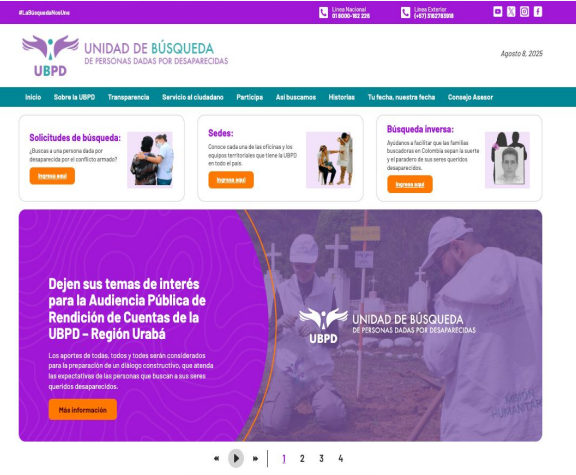 #LaBúsquedaNosUne
Línea Nacional
01 8000-162 226
Línea Exterior
(+57) 3162783918
UNIDAD DE BÚSQUEDA
DE PERSONAS DADAS POR DESAPARECIDAS
UBPD
Agosto 8, 2025
Inicio Sobre la UBPD Transparencia Servicio al ciudadano Participa Así buscamos Historias Tu fecha, nuestra fecha Consejo Asesor
Solicitudes de búsqueda:
¿Buscas a una persona dada por
desaparecida por el conflicto armado?
Ingresa aquí
Sedes:
Conoce cada una de las oficinas y los
equipos territoriales que tiene la UBPD
en todo el país.
Ingresa aquí
Búsqueda inversa:
Ayúdanos a facilitar que las familias
buscadoras en Colombia sepan la suerte
y el paradero de sus seres queridos
desaparecidos.
Ingresa aquí
Dejen sus temas de interés
para la Audiencia Pública de
Rendición de Cuentas de la
UBPD – Región Urabá
Los aportes de todas, todos y todes serán considerados
para la preparación de un diálogo constructivo, que atenda
las expectativas de las personas que buscan a sus seres
queridos desaparecidos.
Más información
UNIDAD DE BÚSQUEDA
DE PERSONAS DADAS POR DESAPARECIDAS
UBPD
1 2 3 4